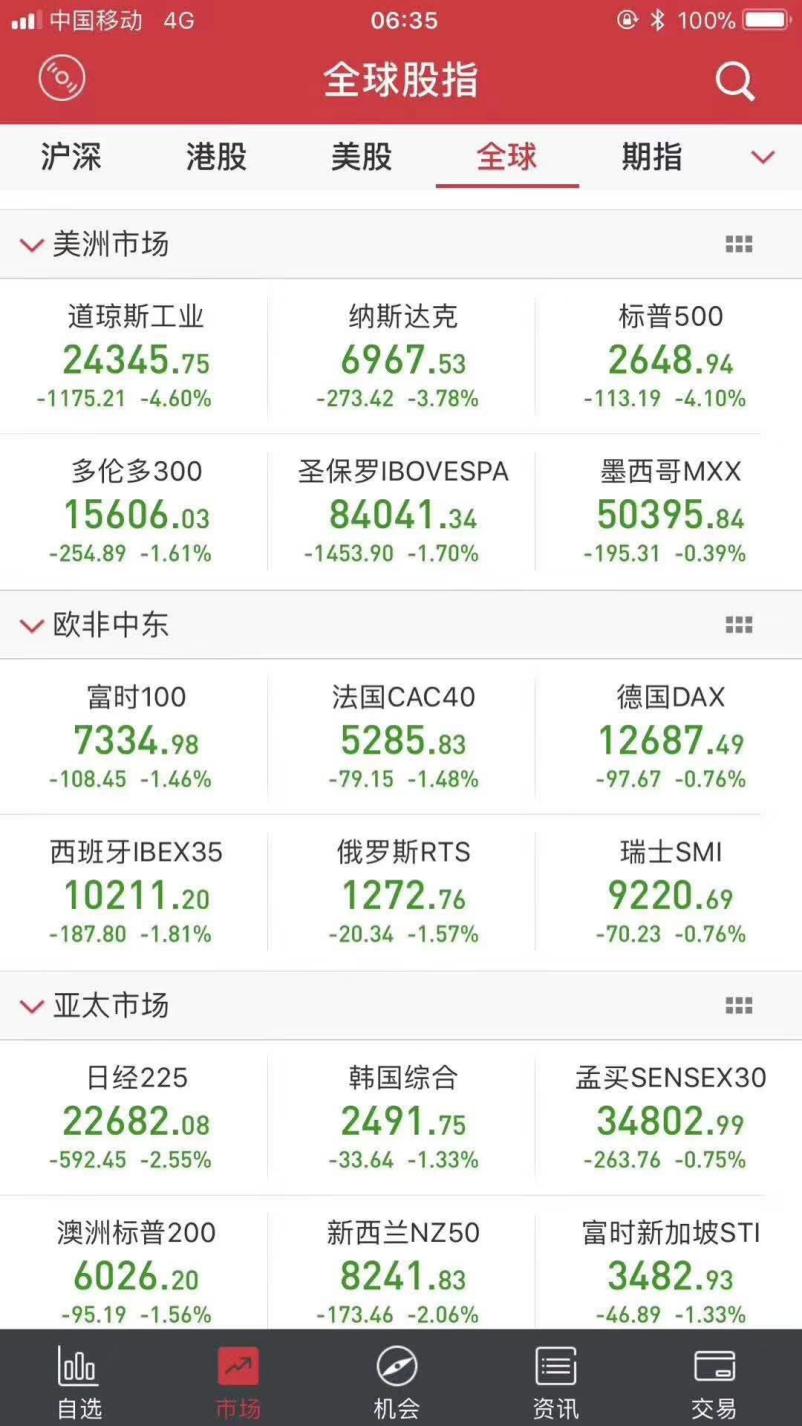 中国移动 4G 06:35 100%
全球股指
沪深 港股 美股 全球 期指
美洲市场
道琼斯工业 纳斯达克 标普500
24345.75 6967.53 2648.94
-1175.21 -4.60% -273.42 -3.78% -113.19 -4.10%
多伦多300 圣保罗IBOVESPA 墨西哥MXX
15606.03 84041.34 50395.84
-254.89 -1.61% -1453.90 -1.70% -195.31 -0.39%
欧非中东
富时100 法国CAC40 德国DAX
7334.98 5285.83 12687.49
-108.45 -1.46% -79.15 -1.48% -97.67 -0.76%
西班牙IBEX35 俄罗斯RTS 瑞士SMI
10211.20 1272.76 9220.69
-187.80 -1.81% -20.34 -1.57% -70.23 -0.76%
亚太市场
日经225 韩国综合 孟买SENSEX30
22682.08 2491.75 34802.99
-592.45 -2.55% -33.64 -1.33% -263.76 -0.75%
澳洲标普200 新西兰NZ50 富时新加坡STI
6026.20 8241.83 3482.93
-95.19 -1.56% -173.46 -2.06% -46.89 -1.33%
自选 市场 机会 资讯 交易